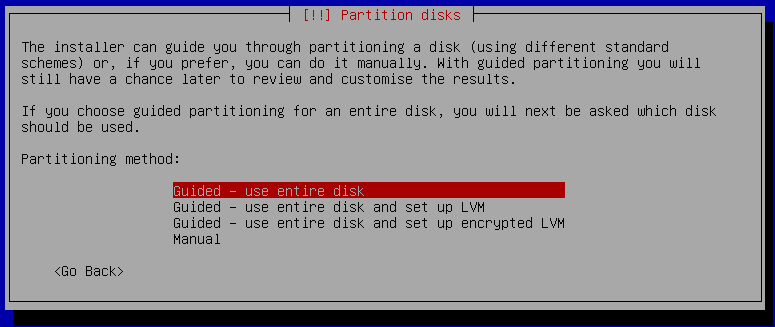 [!!] Partition disks
The installer can guide you through partitioning a disk (using different standard
schemes) or, if you prefer, you can do it manually. With guided partitioning you will
still have a chance later to review and customise the results.
If you choose guided partitioning for an entire disk, you will next be asked which disk
should be used.
Partitioning method:
Guided – use entire disk
Guided – use entire disk and set up LVM
Guided – use entire disk and set up encrypted LVM
Manual
<Go Back>